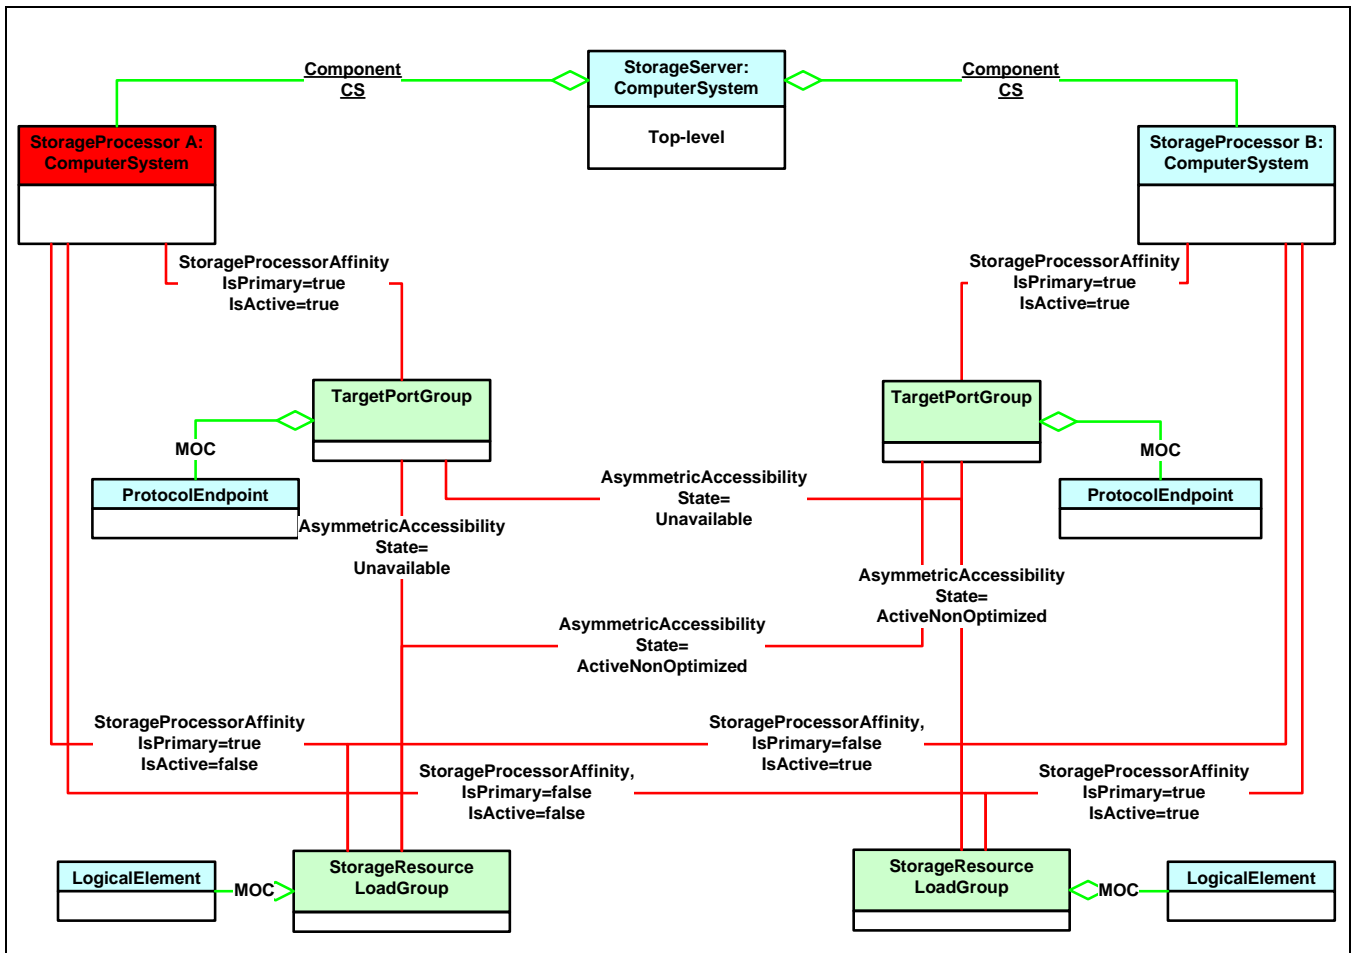 Component
CS
StorageServer:
ComputerSystem
Top-level
Component
CS
StorageProcessor A:
ComputerSystem
StorageProcessor B:
ComputerSystem
StorageProcessorAffinity
IsPrimary=true
IsActive=true
StorageProcessorAffinity
IsPrimary=true
IsActive=true
TargetPortGroup
TargetPortGroup
MOC
MOC
ProtocolEndpoint
ProtocolEndpoint
AsymmetricAccessibility
State=
Unavailable
AsymmetricAccessibility
State=
Unavailable
AsymmetricAccessibility
State=
ActiveNonOptimized
AsymmetricAccessibility
State=
ActiveNonOptimized
StorageProcessorAffinity
IsPrimary=true
IsActive=false
StorageProcessorAffinity,
IsPrimary=false
IsActive=true
StorageProcessorAffinity,
IsPrimary=false
IsActive=false
StorageProcessorAffinity
IsPrimary=true
IsActive=true
LogicalElement
MOC
StorageResource
LoadGroup
StorageResource
LoadGroup
MOC
LogicalElement